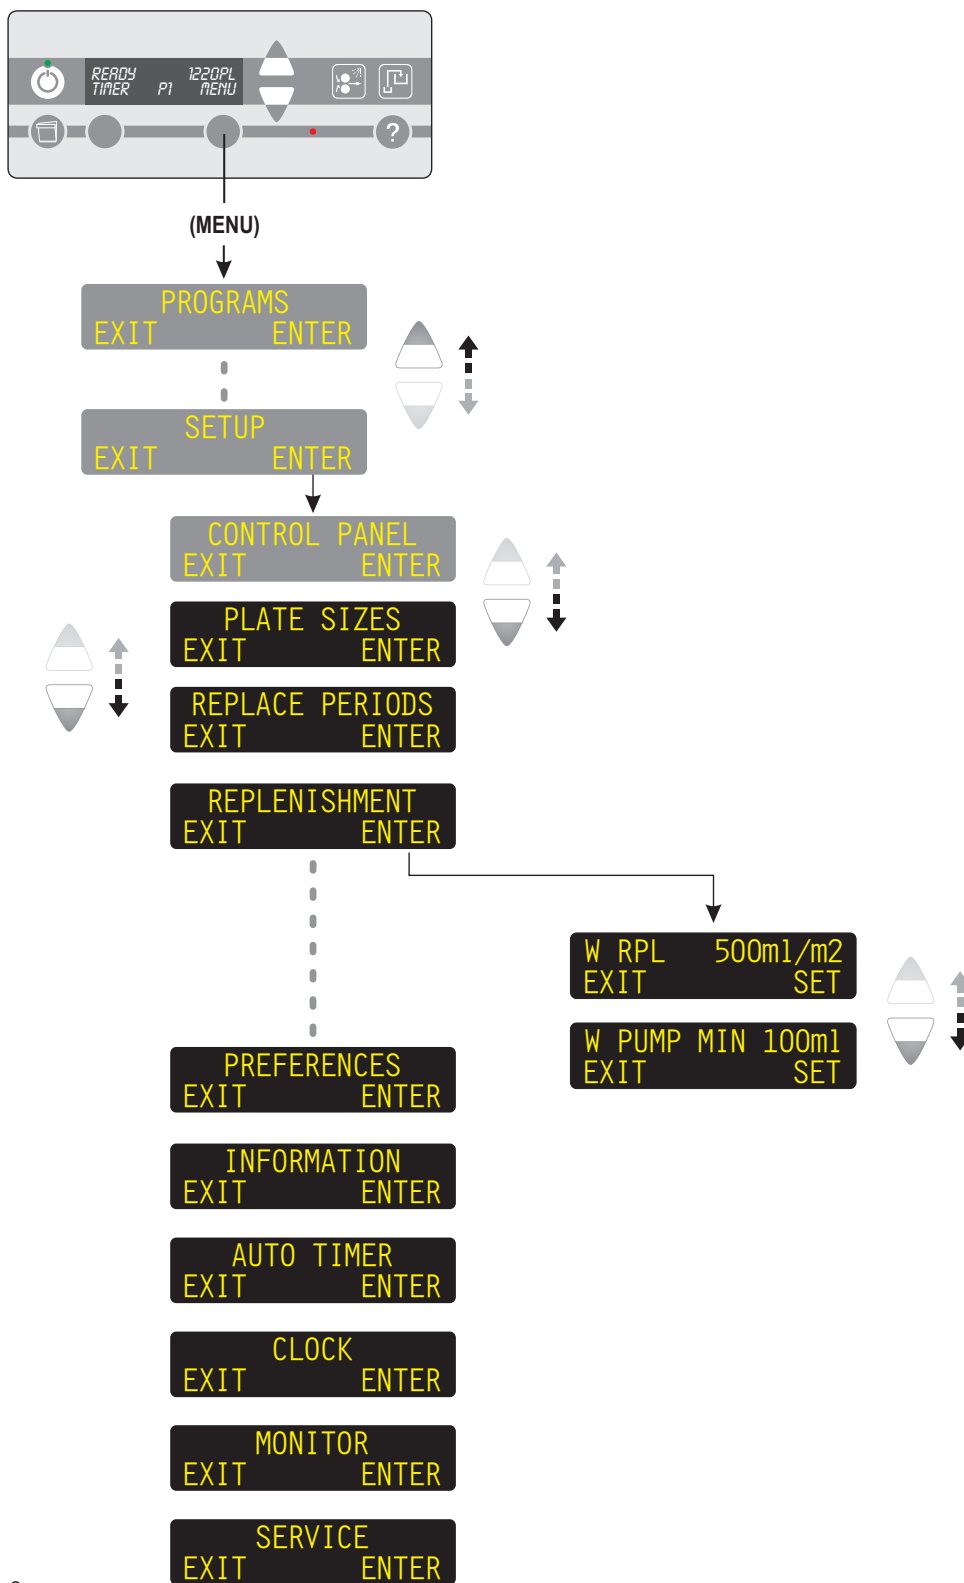 READY 1220PL
TIMER P1 MENU
?
(MENU)
PROGRAMS
EXIT ENTER
SETUP
EXIT ENTER
CONTROL PANEL
EXIT ENTER
PLATE SIZES
EXIT ENTER
REPLACE PERIODS
EXIT ENTER
REPLENISHMENT
EXIT ENTER
W RPL 500ml/m2
EXIT SET
W PUMP MIN 100ml
EXIT SET
PREFERENCES
EXIT ENTER
INFORMATION
EXIT ENTER
AUTO TIMER
EXIT ENTER
CLOCK
EXIT ENTER
MONITOR
EXIT ENTER
SERVICE
EXIT ENTER